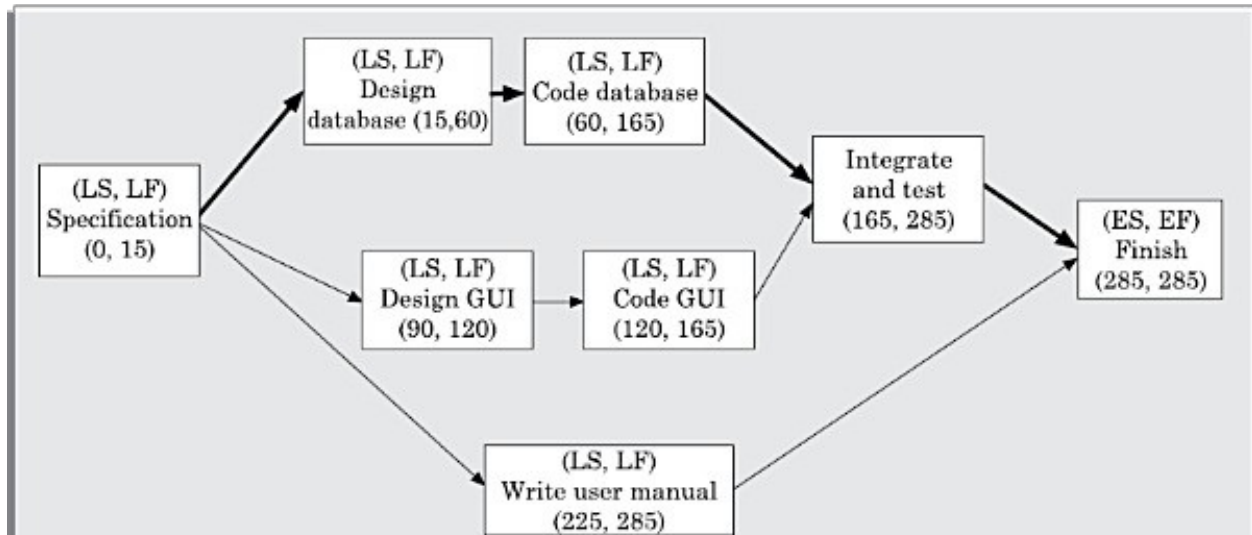 (LS, LF)
Specification
(0, 15)
(LS, LF)
Design
database (15,60)
(LS, LF)
Code database
(60, 165)
(LS, LF)
Design GUI
(90, 120)
(LS, LF)
Code GUI
(120, 165)
(LS, LF)
Write user manual
(225, 285)
Integrate
and test
(165, 285)
(ES, EF)
Finish
(285, 285)